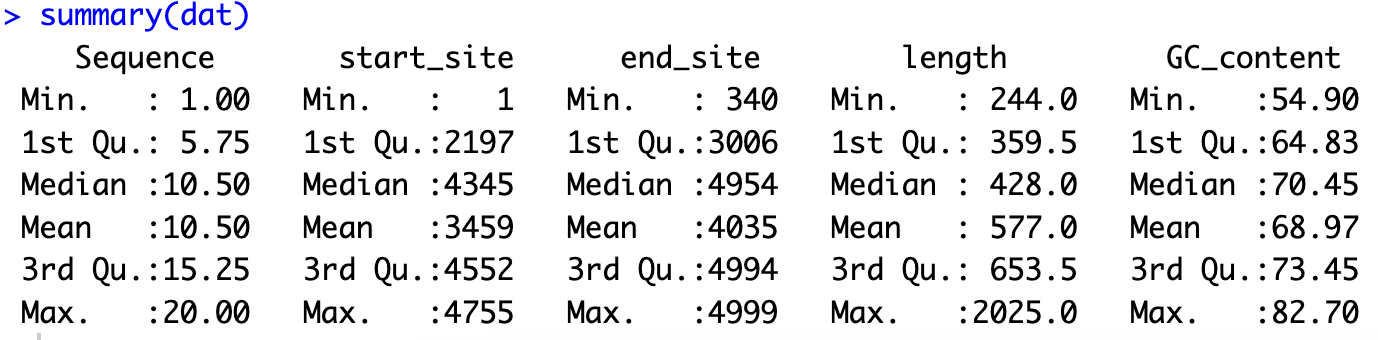 > summary(dat)
    Sequence       start_site      end_site        length         GC_content   
 Min.   : 1.00   Min.   :   1   Min.   : 340   Min.   : 244.0   Min.   :54.90  
 1st Qu.: 5.75   1st Qu.:2197   1st Qu.:3006   1st Qu.: 359.5   1st Qu.:64.83  
 Median :10.50   Median :4345   Median :4954   Median : 428.0   Median :70.45  
 Mean   :10.50   Mean   :3459   Mean   :4035   Mean   : 577.0   Mean   :68.97  
 3rd Qu.:15.25   3rd Qu.:4552   3rd Qu.:4994   3rd Qu.: 653.5   3rd Qu.:73.45  
 Max.   :20.00   Max.   :4755   Max.   :4999   Max.   :2025.0   Max.   :82.70